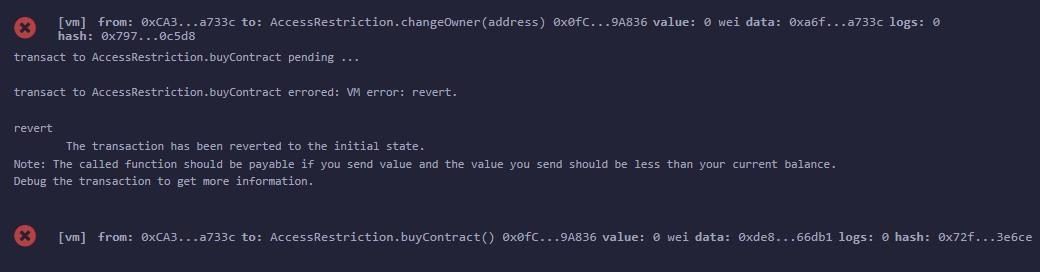 [vm] from: 0xCA3...a733c to: AccessRestriction.changeOwner(address) 0x0fC...9A836 value: 0 wei data: 0xa6f...a733c logs: 0
hash: 0x797...0c5d8
transact to AccessRestriction.buyContract pending ...
transact to AccessRestriction.buyContract errored: VM error: revert.
revert
The transaction has been reverted to the initial state.
Note: The called function should be payable if you send value and the value you send should be less than your current balance.
Debug the transaction to get more information.
[vm] from: 0xCA3...a733c to: AccessRestriction.buyContract() 0x0fC...9A836 value: 0 wei data: 0xde8...66db1 logs: 0 hash: 0x72f...3e6ce